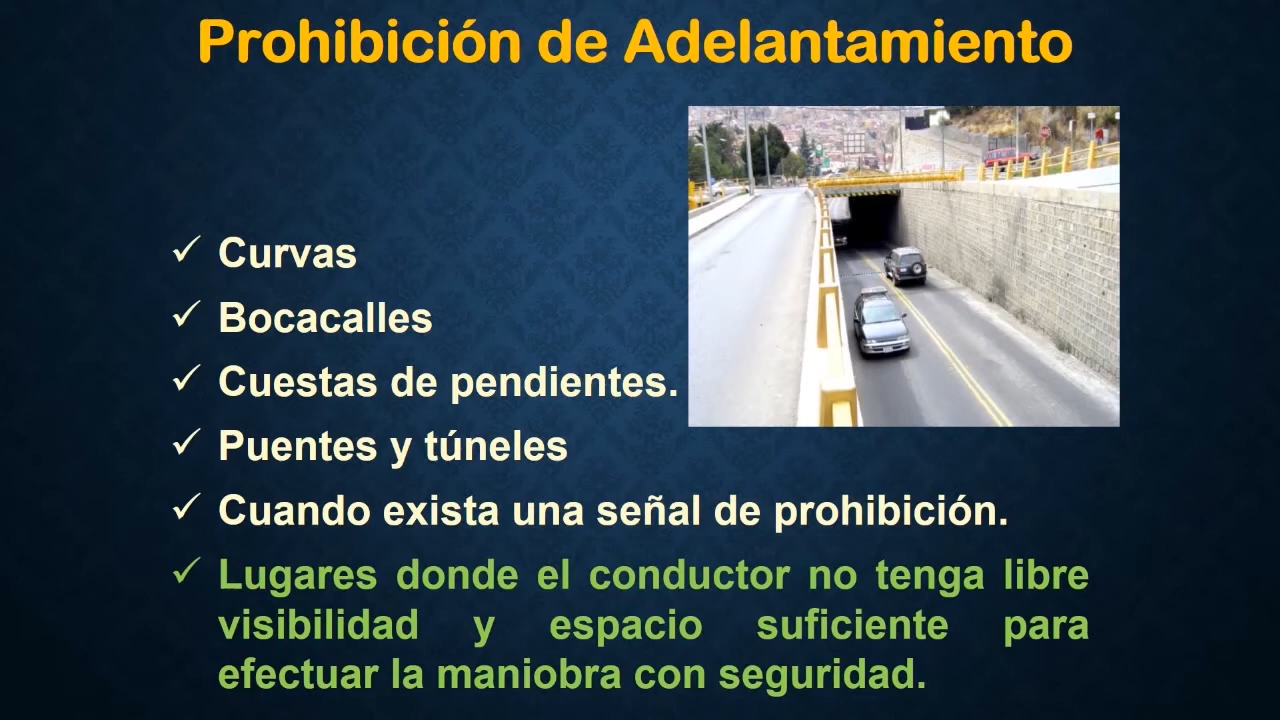 Prohibición de Adelantamiento
✓ Curvas
✓ Bocacalles
✓ Cuestas de pendientes.
✓ Puentes y túneles
✓ Cuando exista una señal de prohibición.
✓ Lugares donde el conductor no tenga libre
visibilidad y espacio suficiente para
efectuar la maniobra con seguridad.